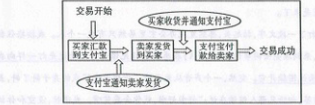 交易开始
买家收货并通知支付宝
买家汇款
到支付宝
卖家发货
到买家
支付宝付
款给卖家
交易成功
支付宝通知卖家发货